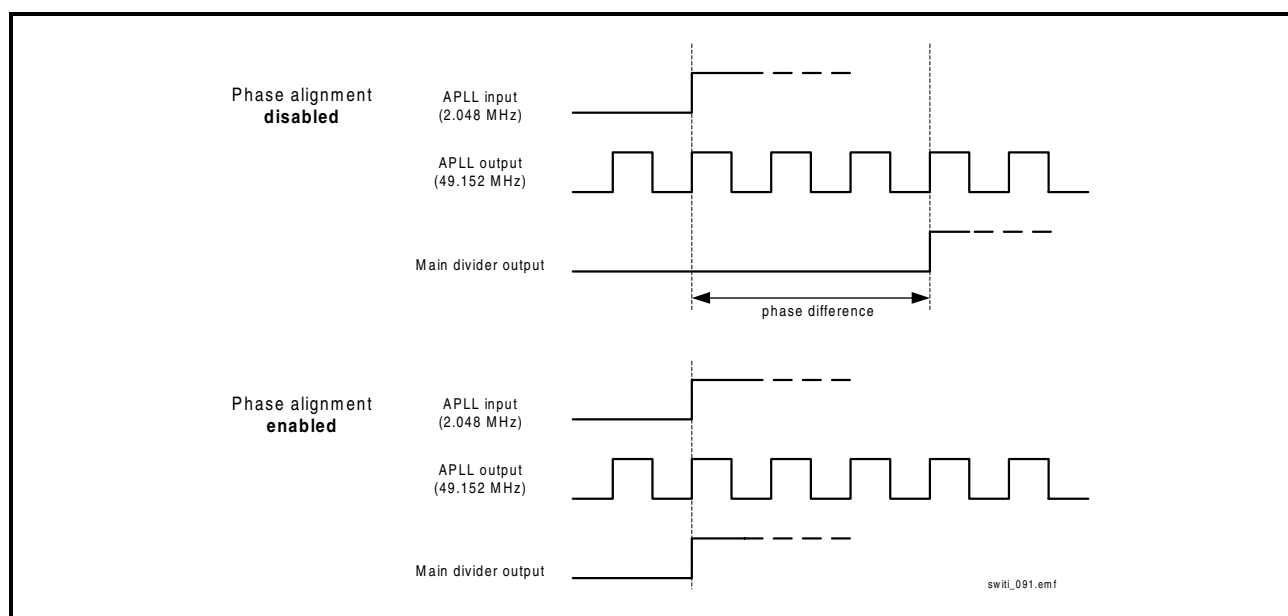 Phase alignment
disabled
APLL input
(2.048 MHz)
APLL output
(49.152 MHz)
Main divider output
phase difference
Phase alignment
enabled
APLL input
(2.048 MHz)
APLL output
(49.152 MHz)
Main divider output
switi_091.emf